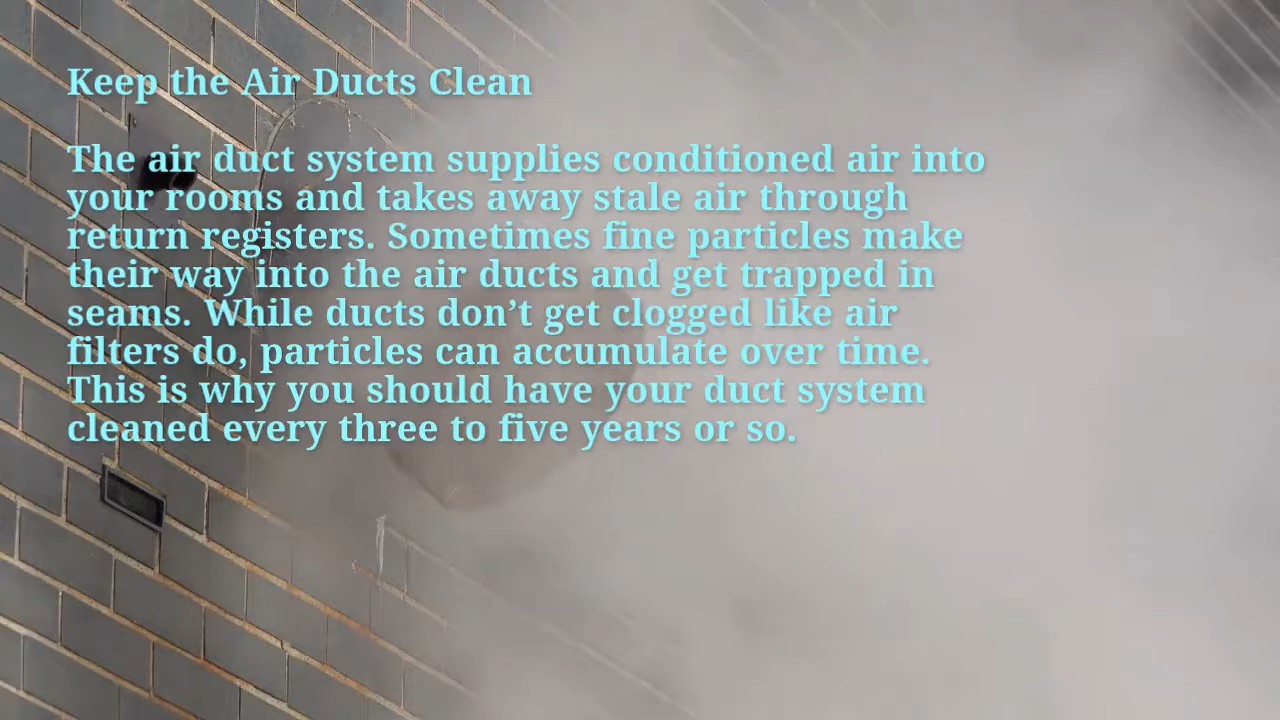 Keep the Air Ducts Clean
The air duct system supplies conditioned air into
your rooms and takes away stale air through
return registers. Sometimes fine particles make
their way into the air ducts and get trapped in
seams. While ducts don’t get clogged like air
filters do, particles can accumulate over time.
This is why you should have your duct system
cleaned every three to five years or so.